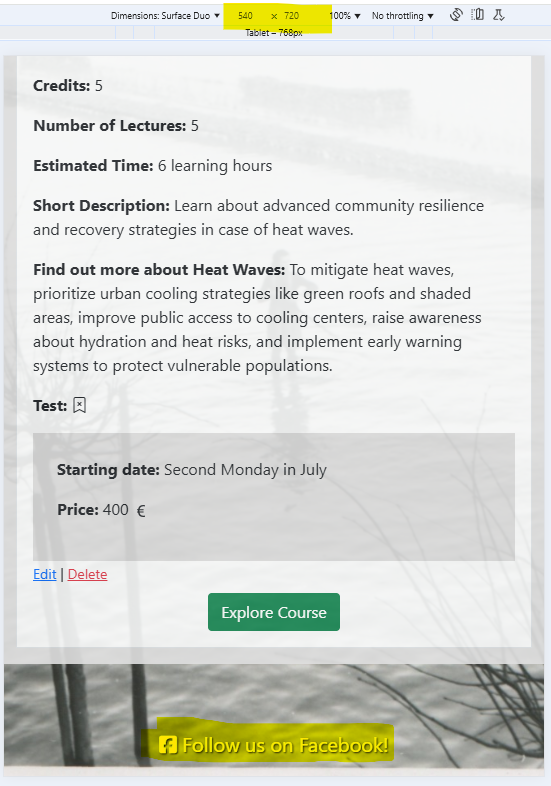 Dimensions: Surface Duo ▼ 540 × 720 100% ▼ No throttling ▼
Tablet – 768px
Credits: 5
Number of Lectures: 5
Estimated Time: 6 learning hours
Short Description: Learn about advanced community resilience
and recovery strategies in case of heat waves.
Find out more about Heat Waves: To mitigate heat waves,
prioritize urban cooling strategies like green roofs and shaded
areas, improve public access to cooling centers, raise awareness
about hydration and heat risks, and implement early warning
systems to protect vulnerable populations.
Test:
Starting date: Second Monday in July
Price: 400 €
Edit | Delete
Explore Course
Follow us on Facebook!